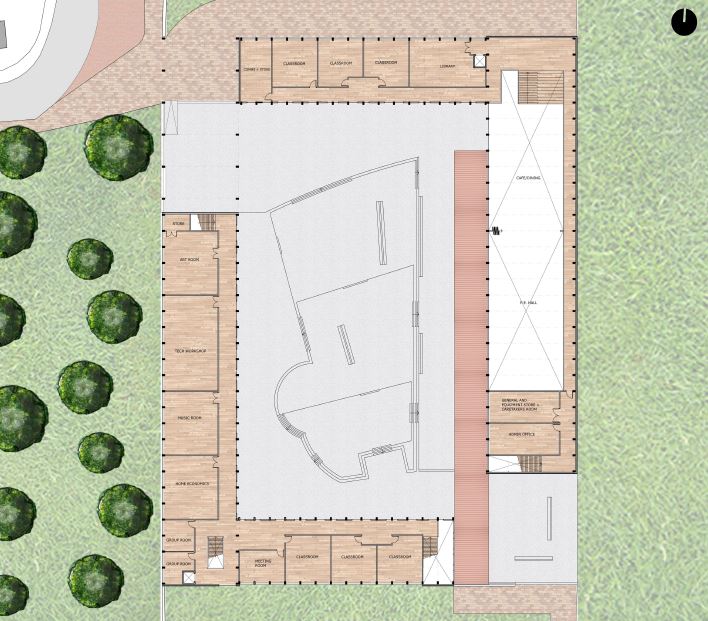 COMMS + STORE
CLASSROOM
CLASSROOM
CLASSROOM
LIBRARY
CAFE/DINING
STORE
ART ROOM
TECH WORKSHOP
P.E. HALL
MUSIC ROOM
GENERAL AND
EQUIPMENT STORE +
CARETAKERS ROOM
ADMIN OFFICE
HOME ECONOMICS
GROUP ROOM
GROUP ROOM
MEETING
ROOM
CLASSROOM
CLASSROOM
CLASSROOM